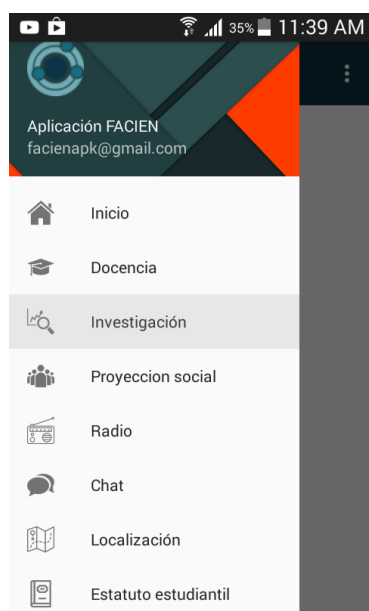 35% 11:39 AM
Aplicación FACIEN
facienapk@gmail.com
Inicio
Docencia
Investigación
Proyeccion social
Radio
Chat
Localización
Estatuto estudiantil